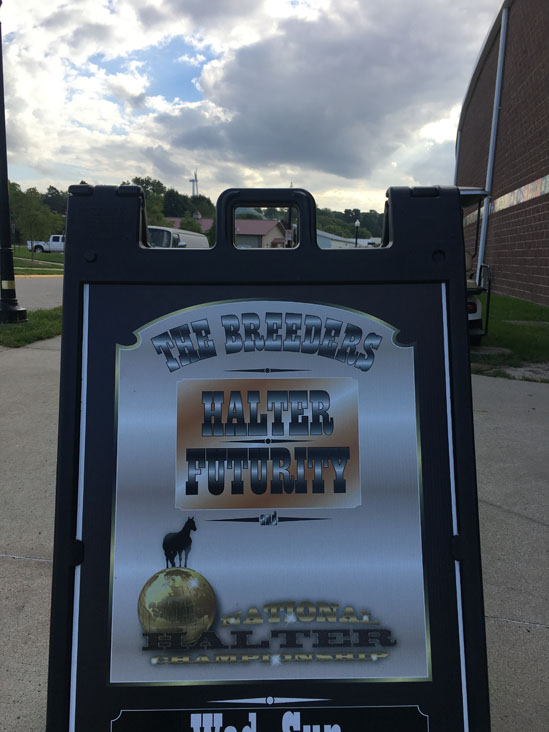 THE BREEDERS
HALTER
FUTURITY
and
NATIONAL
HALTER
CHAMPIONSHIP
Wed - Sun